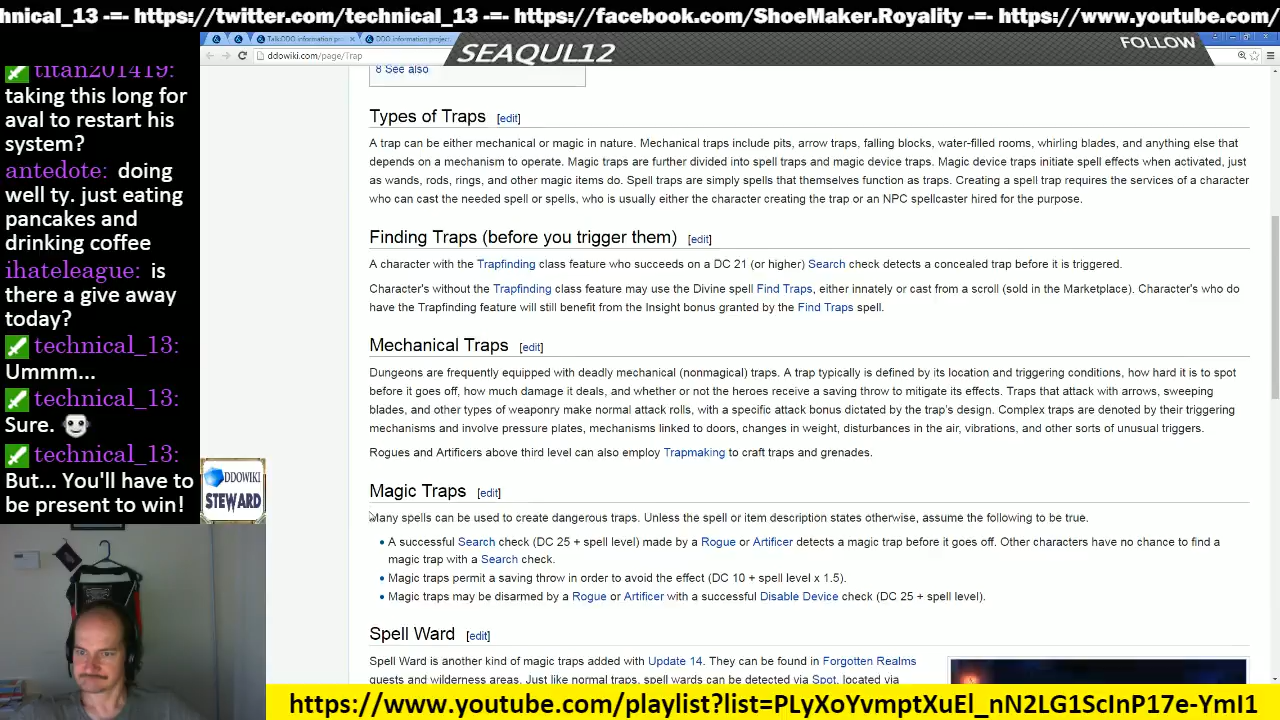 hnical_13 -=- https://twitter.com/technical_13 -=- https://facebook.com/ShoeMaker.Royality -=- https://www.youtube.com/
ddowiki.com/page/Trap
SEAQUL12
FOLLOW
titan201419:
taking this long for
aval to restart his
system?
antedote: doing
well ty. just eating
pancakes and
drinking coffee
ihateleague: is
there a give away
today?
technical_13:
Ummm...
technical_13:
Sure.
technical_13:
But... You'll have to
be present to win!
DDOWIKI
STEWARD
8 See also
Types of Traps [edit]
A trap can be either mechanical or magic in nature. Mechanical traps include pits, arrow traps, falling blocks, water-filled rooms, whirling blades, and anything else that
depends on a mechanism to operate. Magic traps are further divided into spell traps and magic device traps. Magic device traps initiate spell effects when activated, just
as wands, rods, rings, and other magic items do. Spell traps are simply spells that themselves function as traps. Creating a spell trap requires the services of a character
who can cast the needed spell or spells, who is usually either the character creating the trap or an NPC spellcaster hired for the purpose.
Finding Traps (before you trigger them) [edit]
A character with the Trapfinding class feature who succeeds on a DC 21 (or higher) Search check detects a concealed trap before it is triggered.
Character's without the Trapfinding class feature may use the Divine spell Find Traps, either innately or cast from a scroll (sold in the Marketplace). Character's who do
have the Trapfinding feature will still benefit from the Insight bonus granted by the Find Traps spell.
Mechanical Traps [edit]
Dungeons are frequently equipped with deadly mechanical (nonmagical) traps. A trap typically is defined by its location and triggering conditions, how hard it is to spot
before it goes off, how much damage it deals, and whether or not the heroes receive a saving throw to mitigate its effects. Traps that attack with arrows, sweeping
blades, and other types of weaponry make normal attack rolls, with a specific attack bonus dictated by the trap's design. Complex traps are denoted by their triggering
mechanisms and involve pressure plates, mechanisms linked to doors, changes in weight, disturbances in the air, vibrations, and other sorts of unusual triggers.
Rogues and Artificers above third level can also employ Trapmaking to craft traps and grenades.
Magic Traps [edit]
Many spells can be used to create dangerous traps. Unless the spell or item description states otherwise, assume the following to be true.
• A successful Search check (DC 25 + spell level) made by a Rogue or Artificer detects a magic trap before it goes off. Other characters have no chance to find a
magic trap with a Search check.
• Magic traps permit a saving throw in order to avoid the effect (DC 10 + spell level x 1.5).
• Magic traps may be disarmed by a Rogue or Artificer with a successful Disable Device check (DC 25 + spell level).
Spell Ward [edit]
Spell Ward is another kind of magic traps added with Update 14. They can be found in Forgotten Realms
quests and wilderness areas. Just like normal traps, spell wards can be detected via Spot, located via
https://www.youtube.com/playlist?list=PLyXoYvmptXuEl_nN2LG1ScInP17e-YmI1